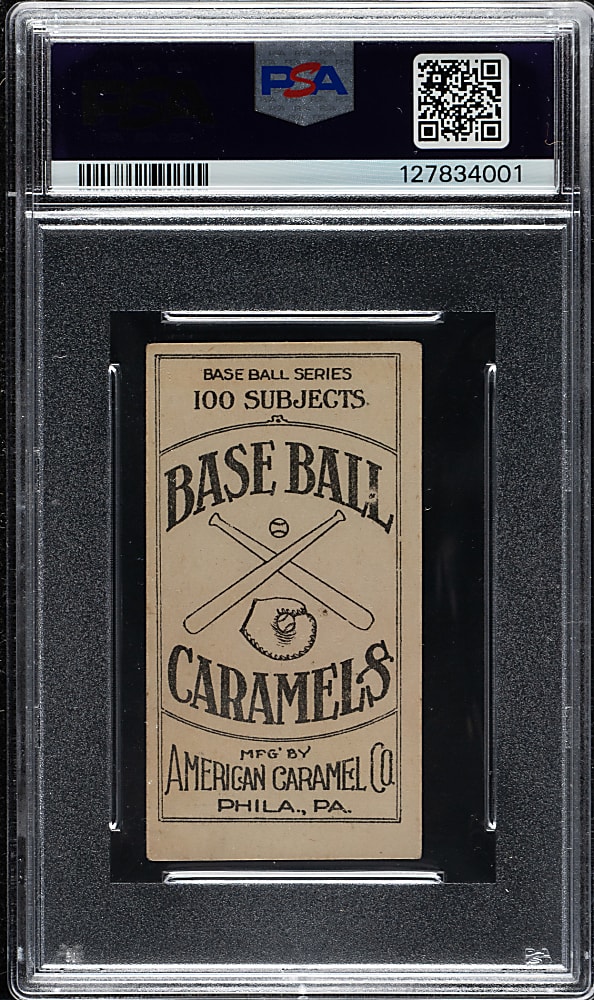 PSA
127834001
BASE BALL SERIES
100 SUBJECTS.
BASE BALL
CARAMELS
MFG' BY
AMERICAN CARAMEL CO.
PHILA., PA.